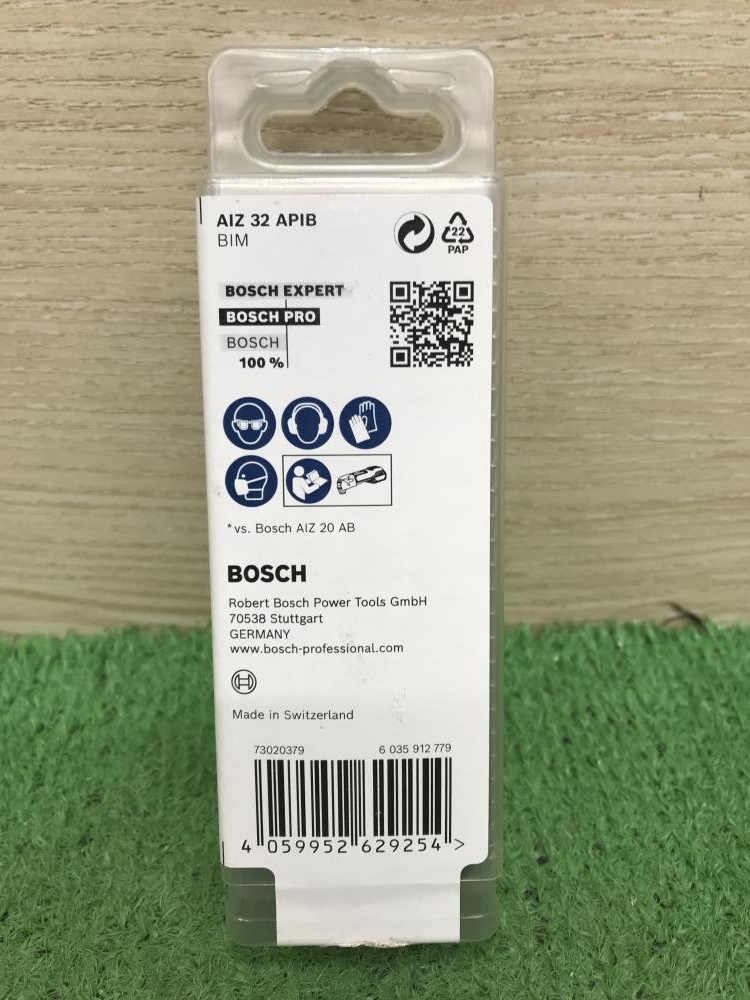 AIZ 32 APIB
BIM
22
PAP
BOSCH EXPERT
BOSCH PRO
BOSCH
100 %
*vs. Bosch AIZ 20 AB
BOSCH
Robert Bosch Power Tools GmbH
70538 Stuttgart
GERMANY
www.bosch-professional.com
Made in Switzerland
73020379 6 035 912 779
4 059952 629254 >